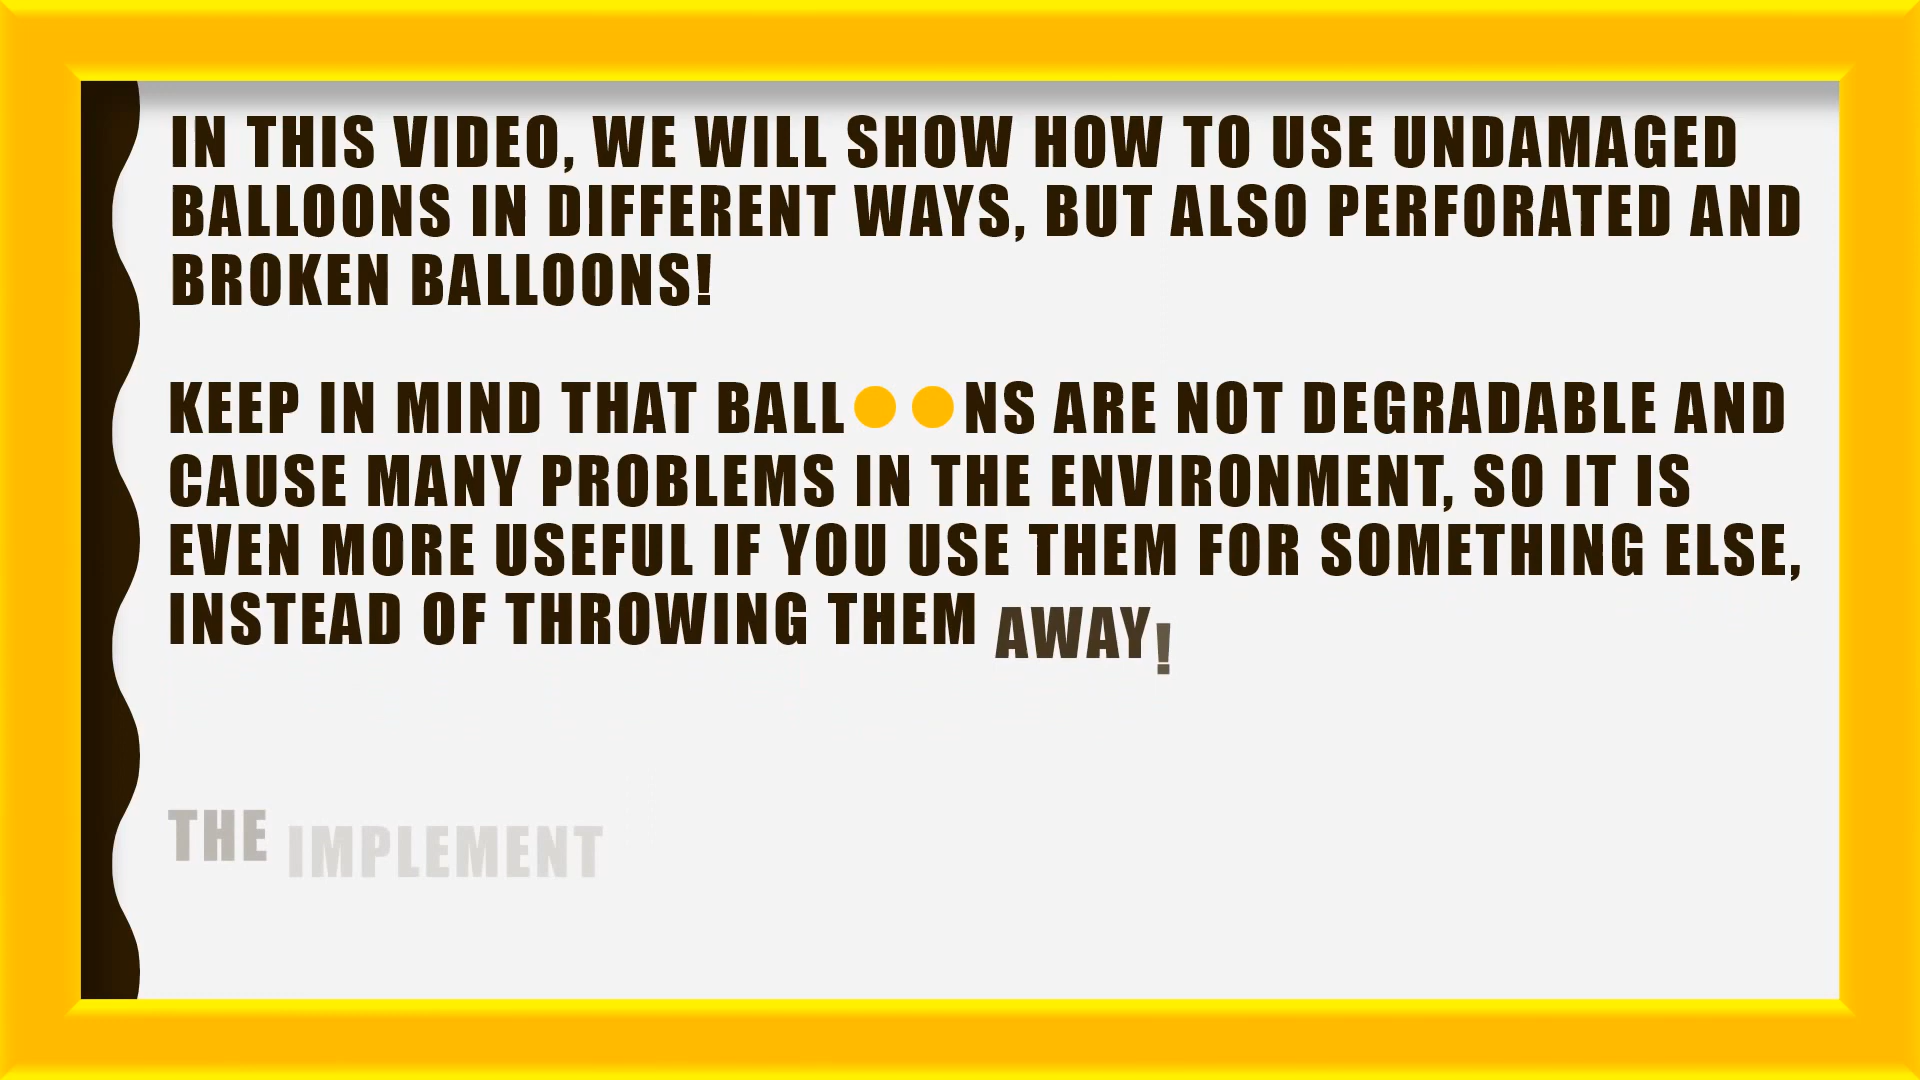 IN THIS VIDEO, WE WILL SHOW HOW TO USE UNDAMAGED
BALLOONS IN DIFFERENT WAYS, BUT ALSO PERFORATED AND
BROKEN BALLOONS!
KEEP IN MIND THAT BALL●●NS ARE NOT DEGRADABLE AND
CAUSE MANY PROBLEMS IN THE ENVIRONMENT, SO IT IS
EVEN MORE USEFUL IF YOU USE THEM FOR SOMETHING ELSE,
INSTEAD OF THROWING THEM AWAY!
THE IMPLEMENT